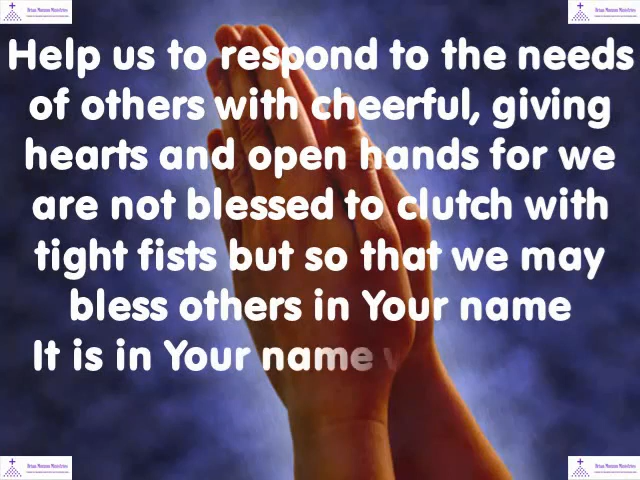 Help us to respond to the needs
of others with cheerful, giving
hearts and open hands for we
are not blessed to clutch with
tight fists but so that we may
bless others in Your name
It is in Your name